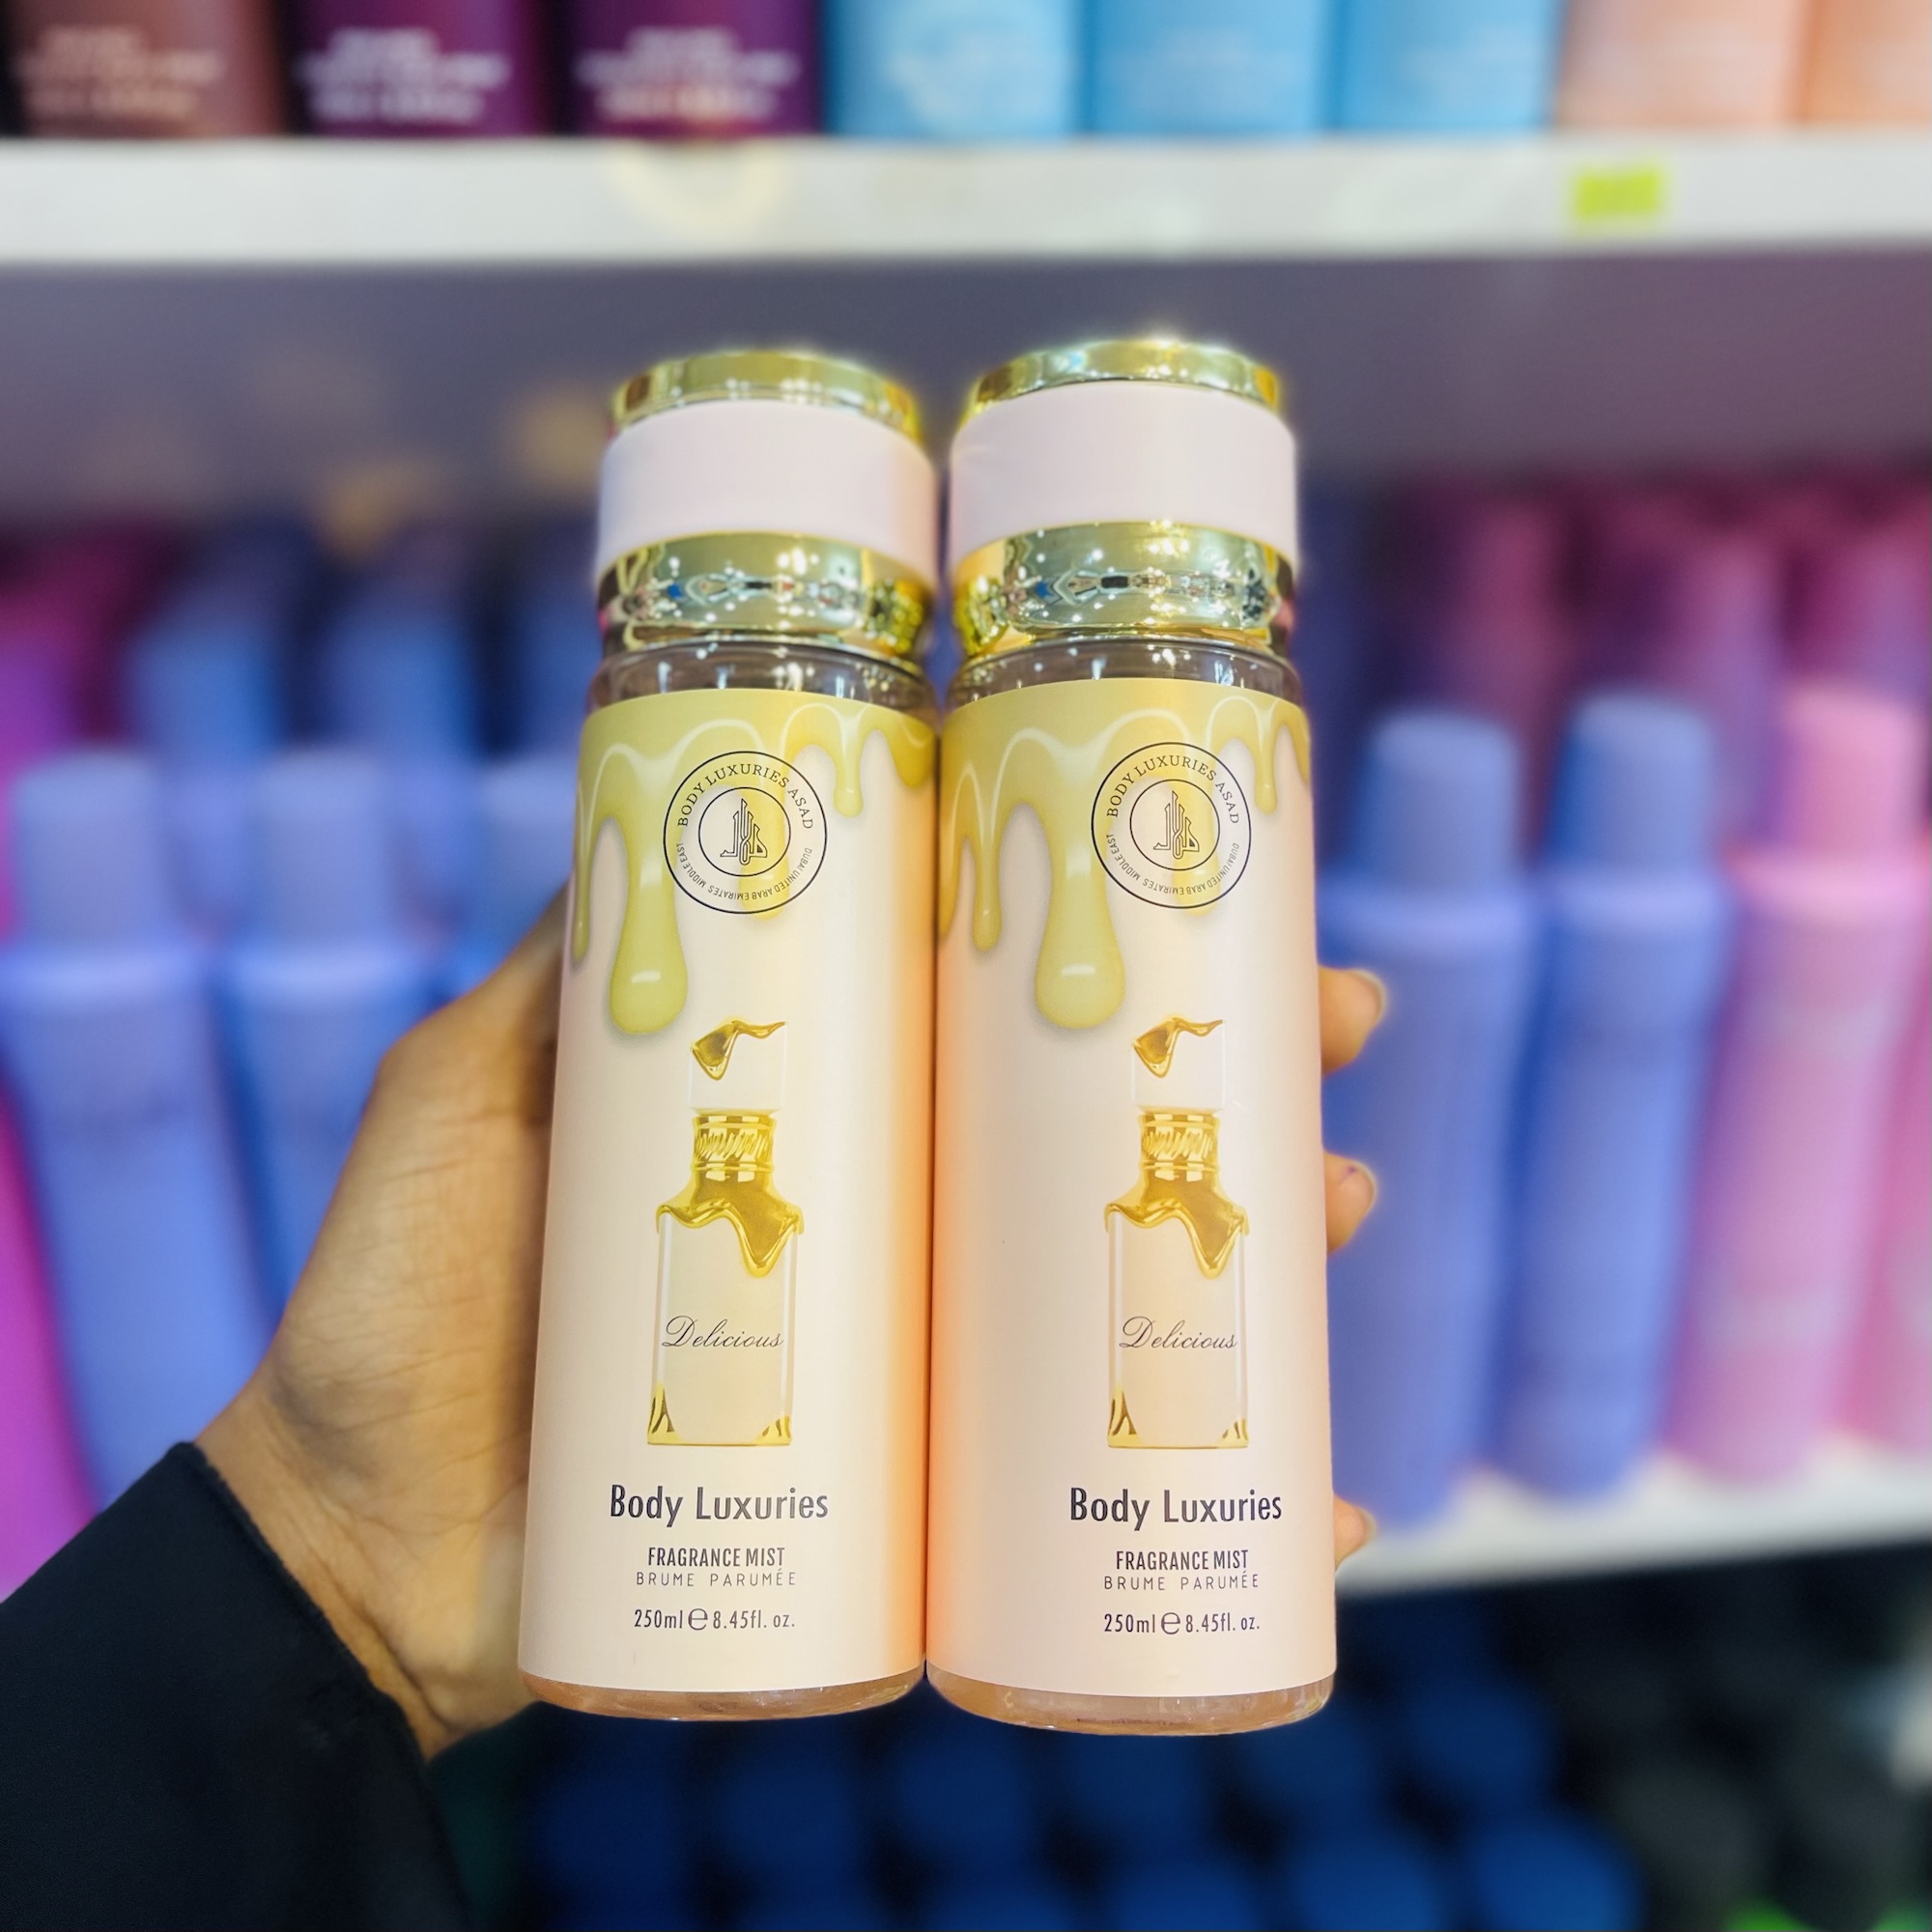 BODY LUXURIES ASAD
DUBAI UNITED ARAB EMIRATES MIDDLE EAST
Delicious
Body Luxuries
FRAGRANCE MIST
BRUME PARUMÉE
250ml ℮ 8.45fl. oz.
BODY LUXURIES ASAD
DUBAI UNITED ARAB EMIRATES MIDDLE EAST
Delicious
Body Luxuries
FRAGRANCE MIST
BRUME PARUMÉE
250ml ℮ 8.45fl. oz.